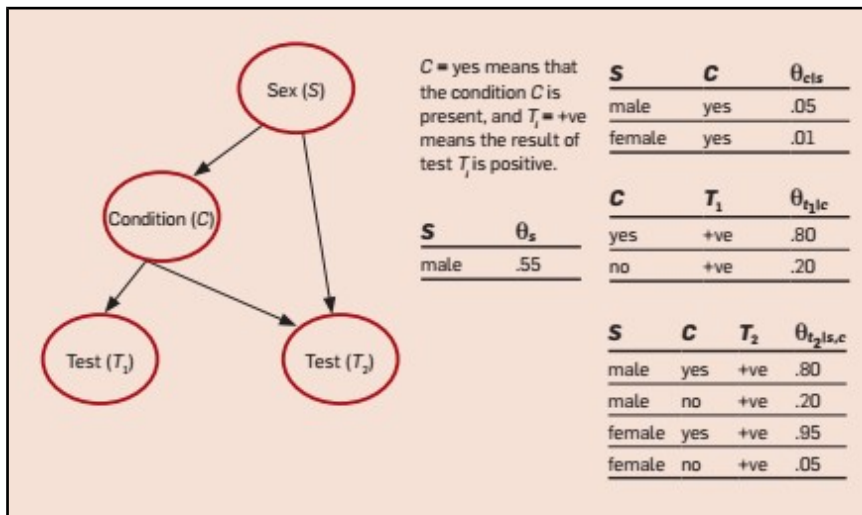 Sex (S)
Condition (C)
Test (T₁)
Test (T₂)
C = yes means that
the condition C is
present, and Tᵢ = +ve
means the result of
test Tᵢ is positive.
S θₛ
male .55
S C θ_c|s
male yes .05
female yes .01
C T₁ θ_t₁|c
yes +ve .80
no +ve .20
S C T₂ θ_t₂|s,c
male yes +ve .80
male no +ve .20
female yes +ve .95
female no +ve .05